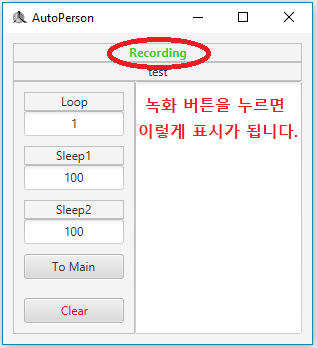 AutoPerson
Recording
test
Loop
1
Sleep1
100
Sleep2
100
To Main
Clear
녹화 버튼을 누르면
이렇게 표시가 됩니다.